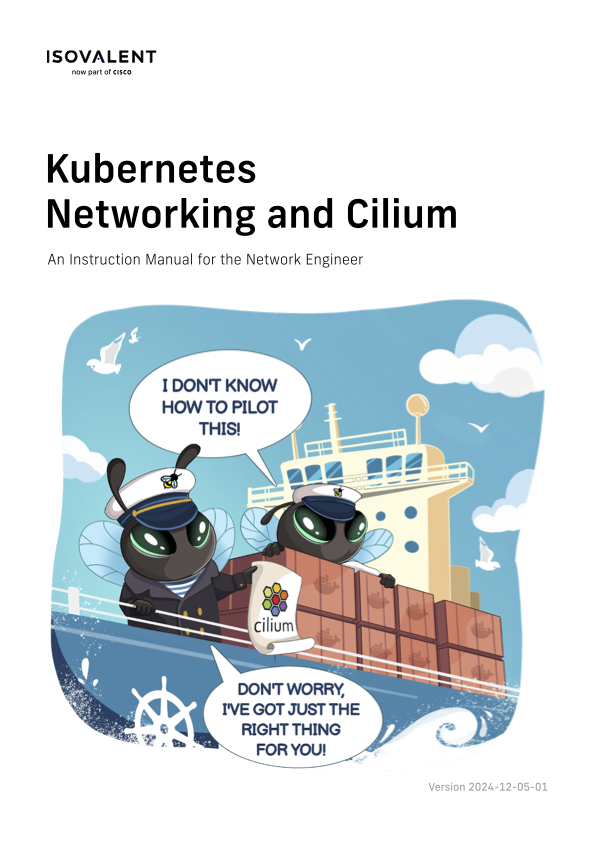 ISOVALENT
now part of CISCO
Kubernetes
Networking and Cilium
An Instruction Manual for the Network Engineer
I DON'T KNOW
HOW TO PILOT
THIS!
cilium
DON'T WORRY,
I'VE GOT JUST THE
RIGHT THING
FOR YOU!
Version 2024-12-05-01